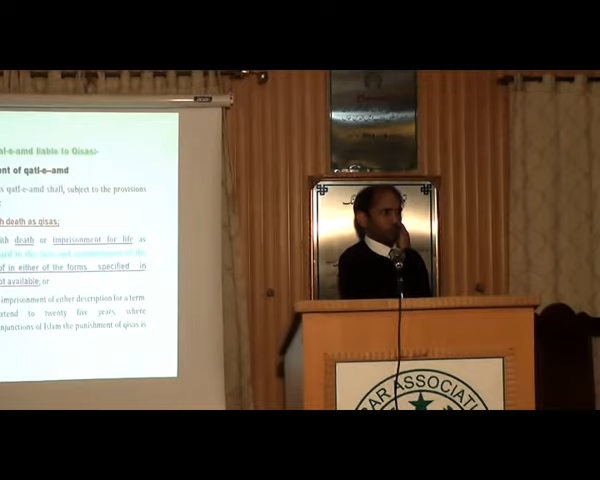 al-e-amd liable to Qisas:-
ent of qatl-e-amd
s qatl-e-amd shall, subject to the provisions
h death as qisas;
ith death or imprisonment for life as
of in either of the forms specified in
ot available; or
imprisonment of either description for a term
xtend to twenty five years, where
njunctions of Islam the punishment of qisas is
BAR ASSOCIATION